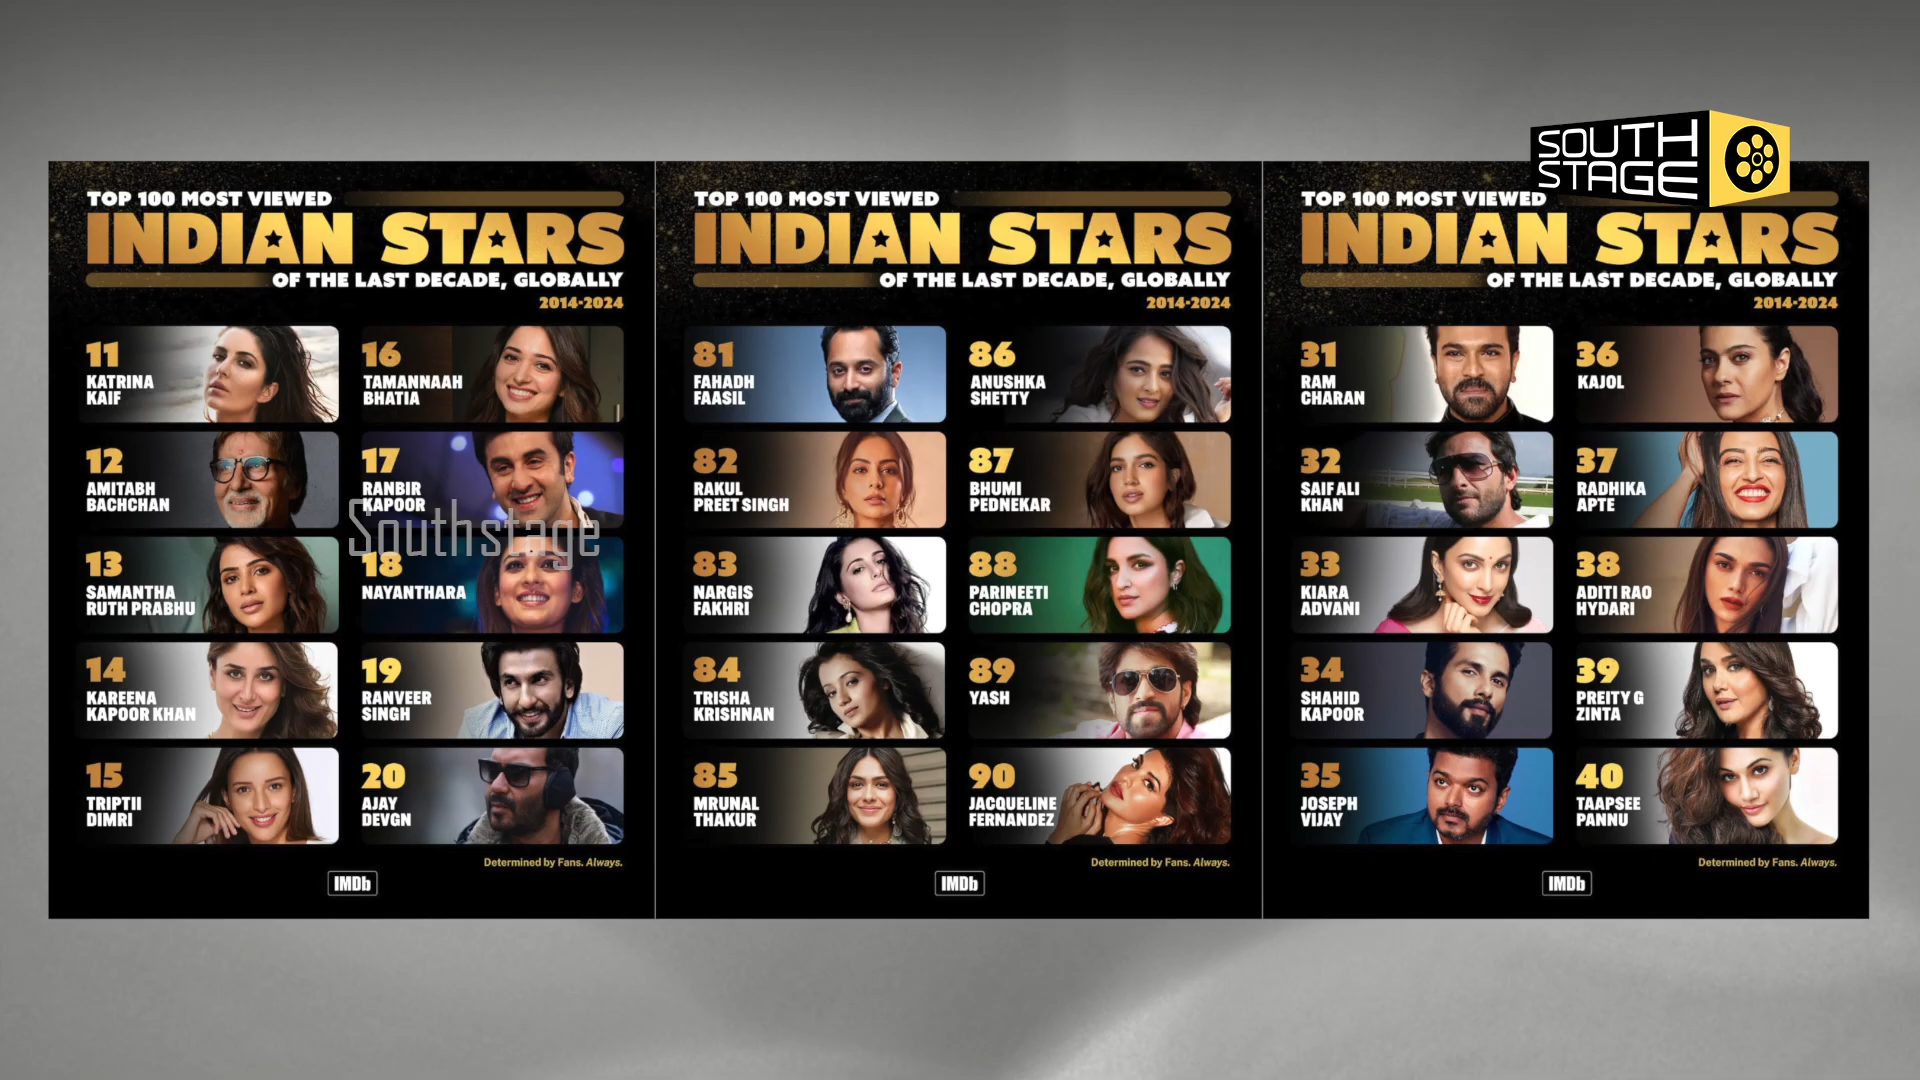 SOUTH
STAGE
TOP 100 MOST VIEWED
INDIAN STARS
OF THE LAST DECADE, GLOBALLY
2014-2024
11
KATRINA
KAIF
12
AMITABH
BACHCHAN
13
SAMANTHA
RUTH PRABHU
14
KAREENA
KAPOOR KHAN
15
TRIPTII
DIMRI
16
TAMANNAAH
BHATIA
17
RANBIR
KAPOOR
Southstage
18
NAYANTHARA
19
RANVEER
SINGH
20
AJAY
DEVGN
Determined by Fans. Always.
IMDb
TOP 100 MOST VIEWED
INDIAN STARS
OF THE LAST DECADE, GLOBALLY
2014-2024
81
FAHADH
FAASIL
82
RAKUL
PREET SINGH
83
NARGIS
FAKHRI
84
TRISHA
KRISHNAN
85
MRUNAL
THAKUR
86
ANUSHKA
SHETTY
87
BHUMI
PEDNEKAR
88
PARINEETI
CHOPRA
89
YASH
90
JACQUELINE
FERNANDEZ
Determined by Fans. Always.
IMDb
TOP 100 MOST VIEWED
INDIAN STARS
OF THE LAST DECADE, GLOBALLY
2014-2024
31
RAM
CHARAN
32
SAIF ALI
KHAN
33
KIARA
ADVANI
34
SHAHID
KAPOOR
35
JOSEPH
VIJAY
36
KAJOL
37
RADHIKA
APTE
38
ADITI RAO
HYDARI
39
PREITY G
ZINTA
40
TAAPSEE
PANNU
Determined by Fans. Always.
IMDb